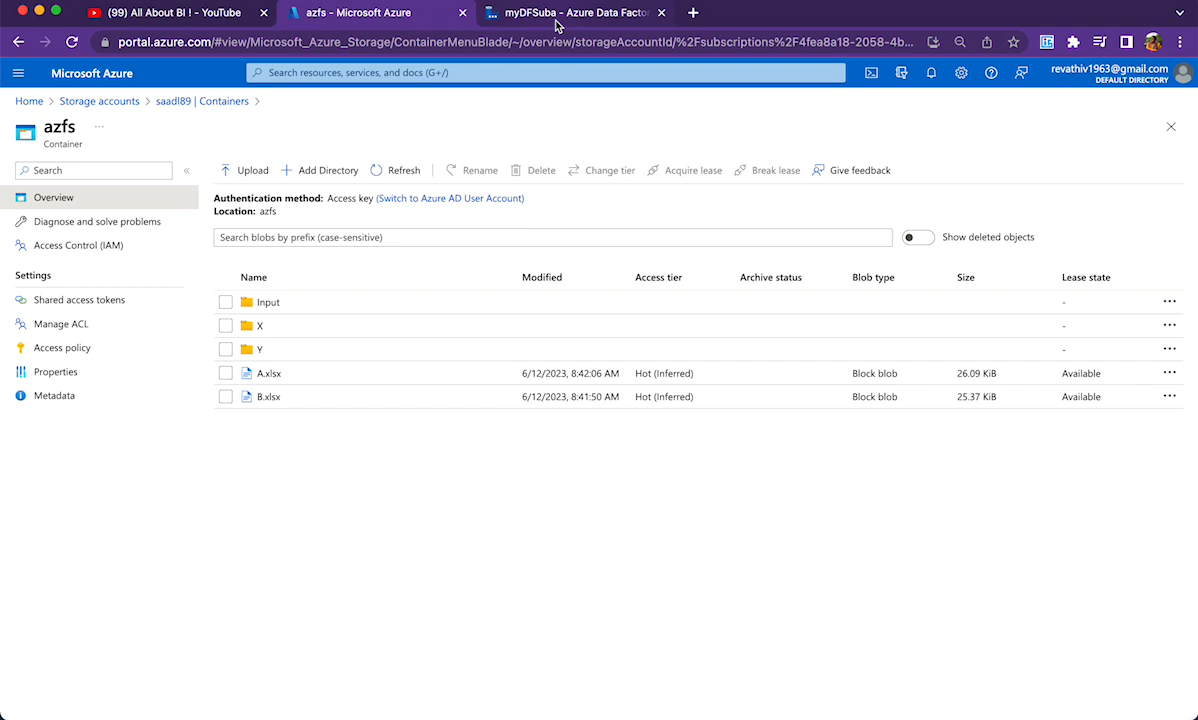 (99) All About BI ! - YouTube
azfs - Microsoft Azure
myDFSuba - Azure Data Factor
portal.azure.com/#view/Microsoft_Azure_Storage/ContainerMenuBlade/~/overview/storageAccountId/%2Fsubscriptions%2F4fea8a18-2058-4b...
Microsoft Azure
Search resources, services, and docs (G+/)
revathiv1963@gmail.com
DEFAULT DIRECTORY
Home > Storage accounts > saadl89 | Containers >
azfs ...
Container
Search
«
Upload
Add Directory
Refresh
Rename
Delete
Change tier
Acquire lease
Break lease
Give feedback
Overview
Diagnose and solve problems
Access Control (IAM)
Settings
Shared access tokens
Manage ACL
Access policy
Properties
Metadata
Authentication method: Access key (Switch to Azure AD User Account)
Location: azfs
Search blobs by prefix (case-sensitive)
Show deleted objects
Name Modified Access tier Archive status Blob type Size Lease state
Input - ...
X - ...
Y - ...
A.xlsx 6/12/2023, 8:42:06 AM Hot (Inferred) Block blob 26.09 KiB Available ...
B.xlsx 6/12/2023, 8:41:50 AM Hot (Inferred) Block blob 25.37 KiB Available ...